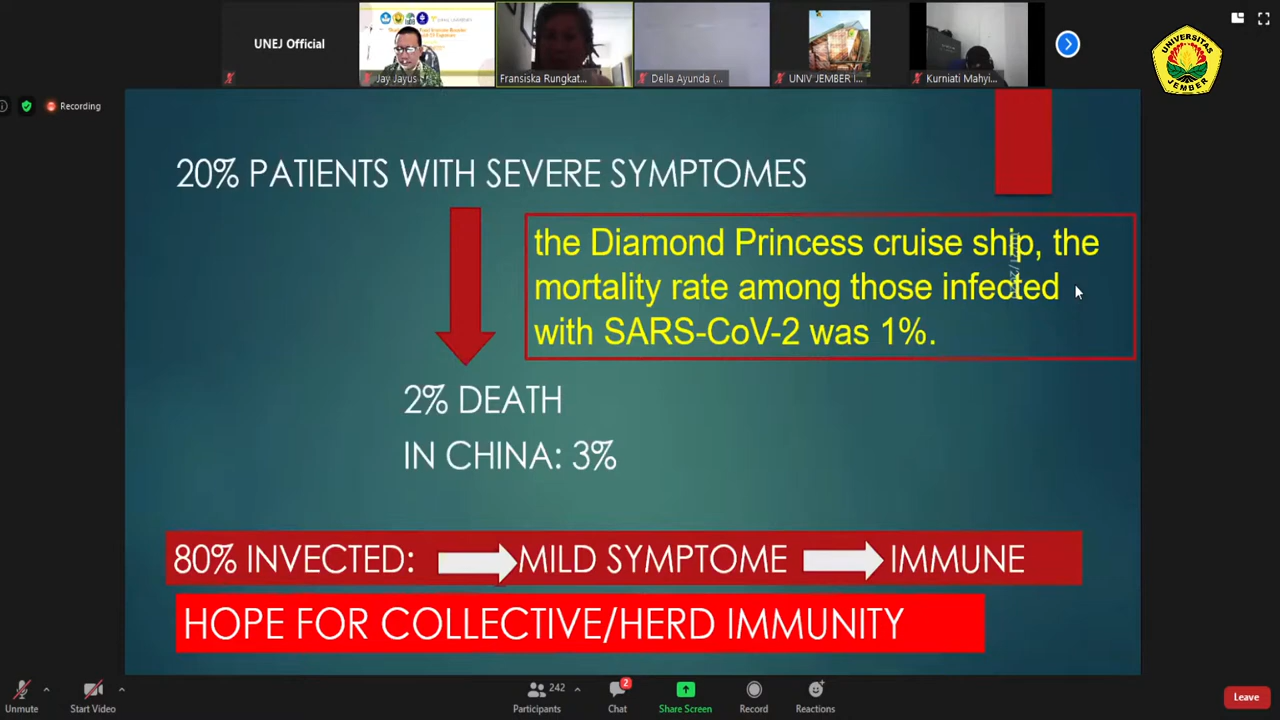 UNEJ Official
Jay Jayus
Fransiska Rungkat...
Della Ayunda (...
UNIV JEMBER I...
Kurniati Mahyi...
UNIVERSITAS
JEMBER
Recording
20% PATIENTS WITH SEVERE SYMPTOMES
the Diamond Princess cruise ship, the
mortality rate among those infected
with SARS-CoV-2 was 1%.
2% DEATH
IN CHINA: 3%
80% INVECTED: MILD SYMPTOME IMMUNE
HOPE FOR COLLECTIVE/HERD IMMUNITY
Unmute
Start Video
242
Participants
2
Chat
Share Screen
Record
Reactions
Leave